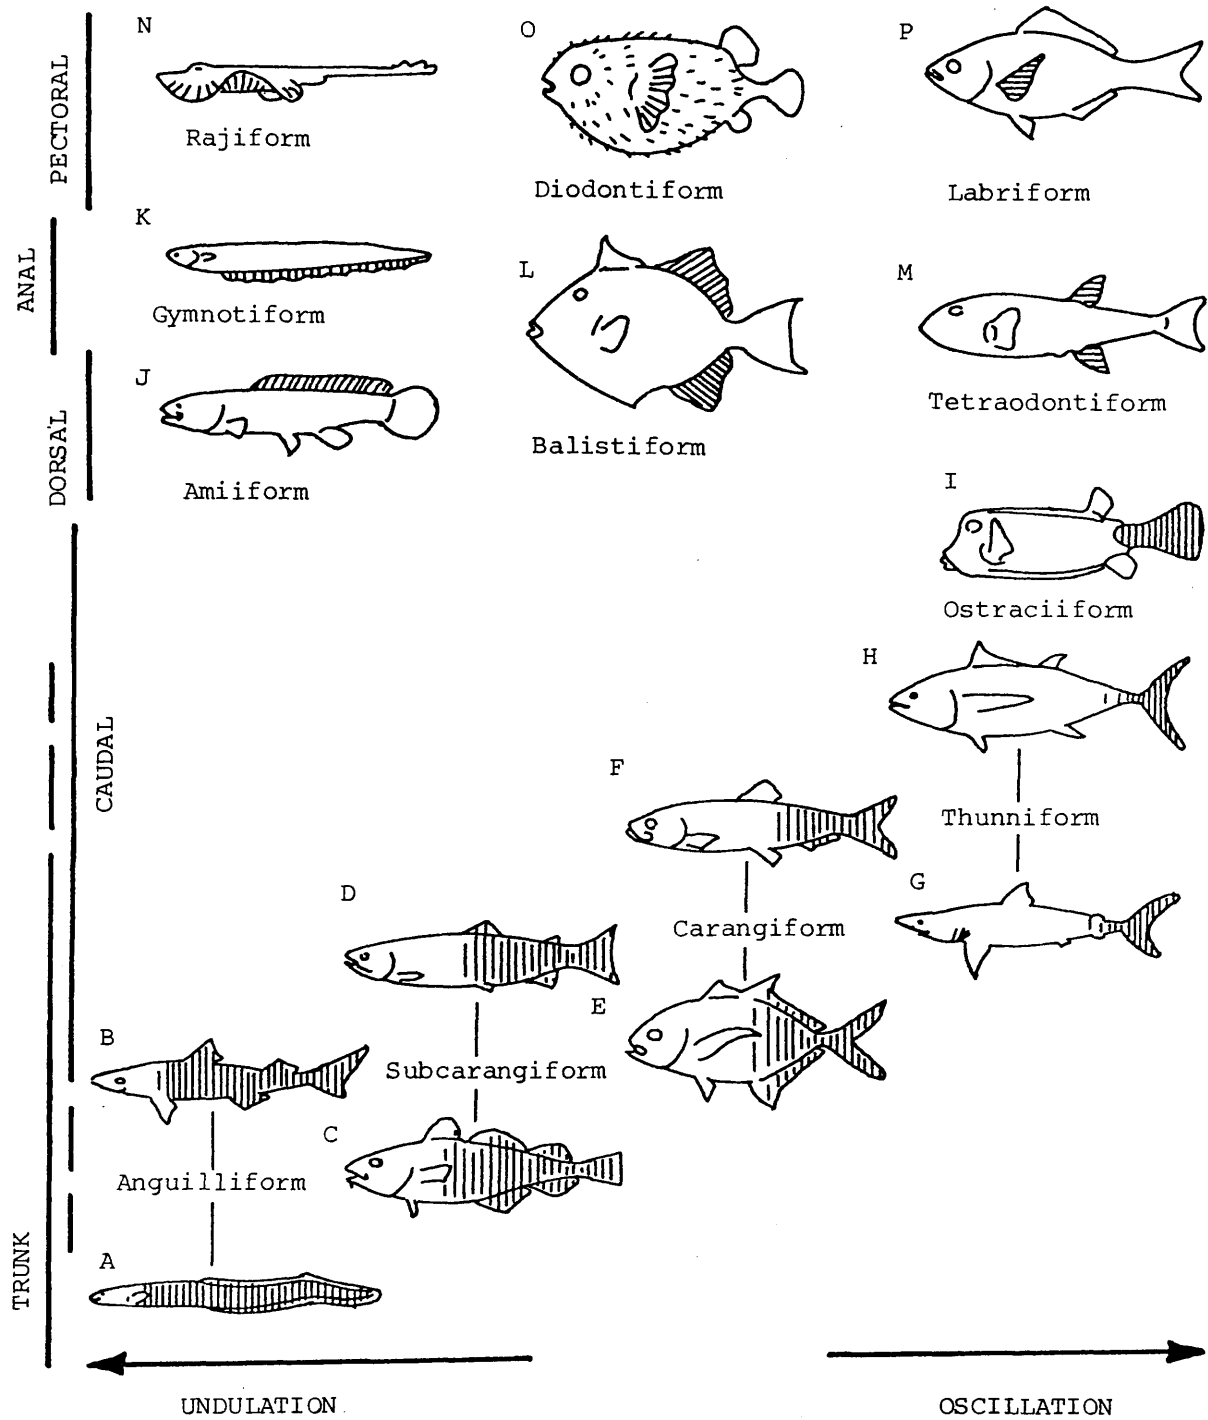 N
O
P
PECTORAL
Rajiform
Diodontiform
Labriform
K
L
M
ANAL
Gymnotiform
J
Tetraodontiform
DORSAL
Balistiform
Amiiform
I
Ostraciiform
H
CAUDAL
F
Thunniform
D
G
Carangiform
B
E
Subcarangiform
C
Anguilliform
TRUNK
A
UNDULATION
OSCILLATION